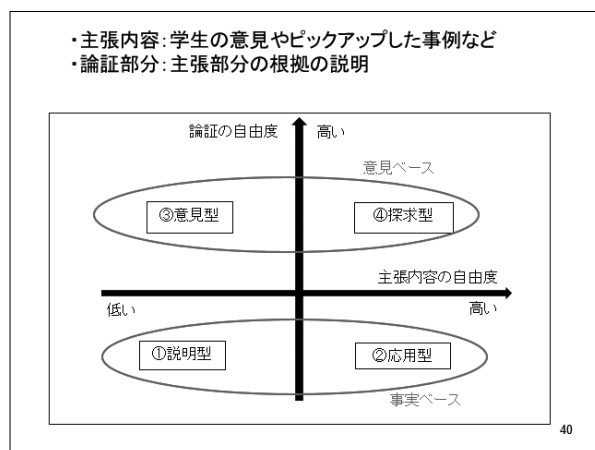 ・主張内容：学生の意見やピックアップした事例など
・論証部分：主張部分の根拠の説明
論証の自由度
高い
意見ベース
③意見型
④探求型
主張内容の自由度
低い
高い
①説明型
②応用型
事実ベース
40